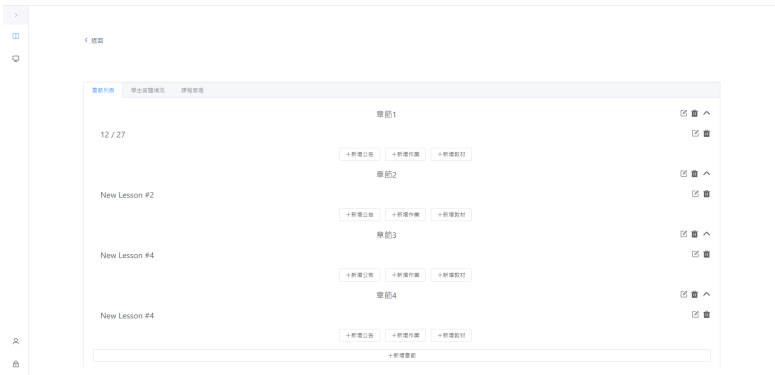 返回
章節列表 學生答題情況 課程管理
章節1
12 / 27
＋新增公告 ＋新增作業 ＋新增教材
章節2
New Lesson #2
＋新增公告 ＋新增作業 ＋新增教材
章節3
New Lesson #4
＋新增公告 ＋新增作業 ＋新增教材
章節4
New Lesson #4
＋新增公告 ＋新增作業 ＋新增教材
＋新增章節